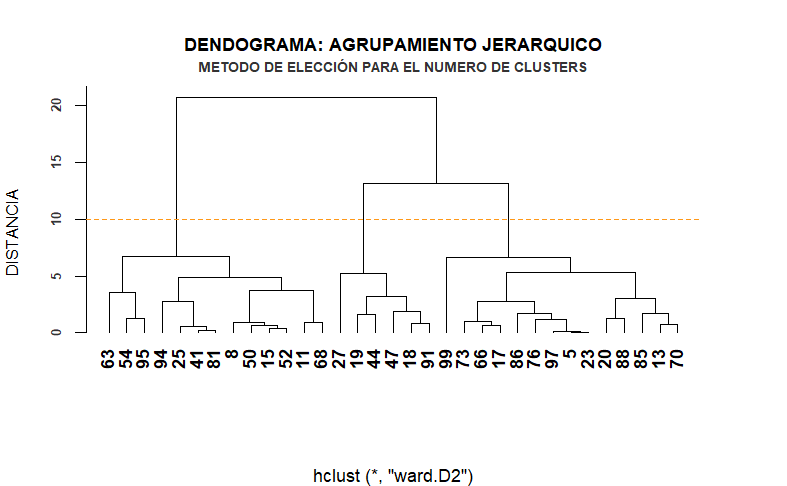 DENDOGRAMA: AGRUPAMIENTO JERARQUICO
METODO DE ELECCIÓN PARA EL NUMERO DE CLUSTERS
DISTANCIA
20
15
10
5
0
63 54 95 94 25 41 81 8 50 15 52 11 68 27 19 44 47 18 91 99 73 66 17 86 76 97 5 23 20 88 85 13 70
hclust (*, "ward.D2")